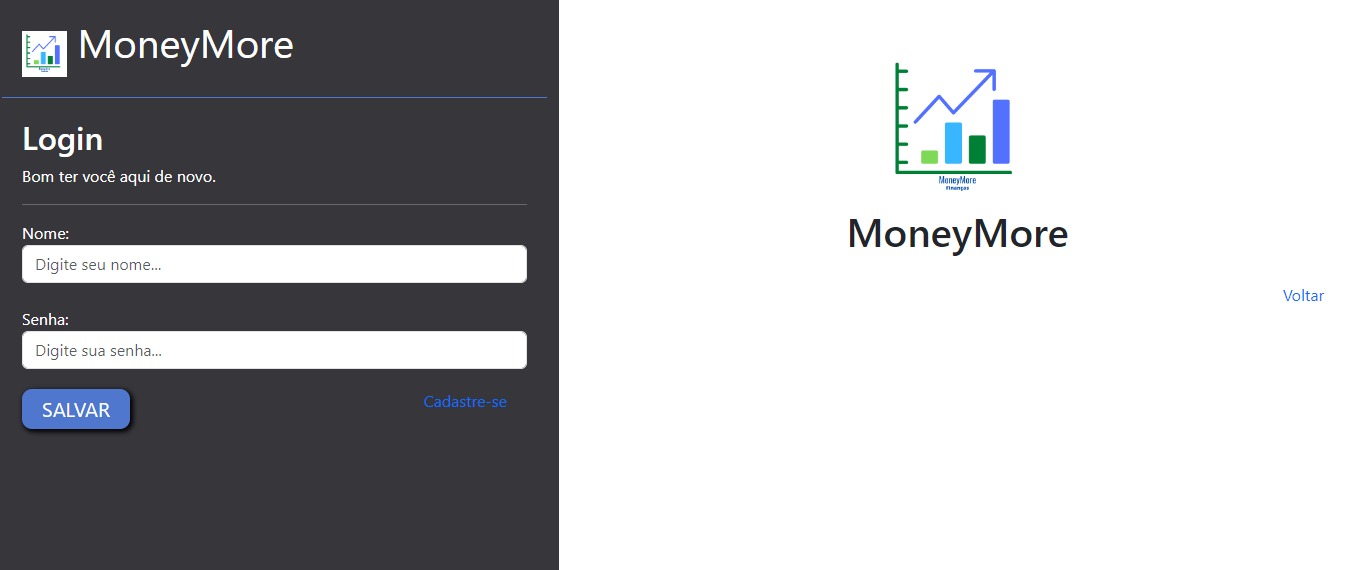 MoneyMore
Login
Bom ter você aqui de novo.
Nome:
Digite seu nome...
Senha:
Digite sua senha...
SALVAR
Cadastre-se
MoneyMore
Finanças
MoneyMore
Voltar